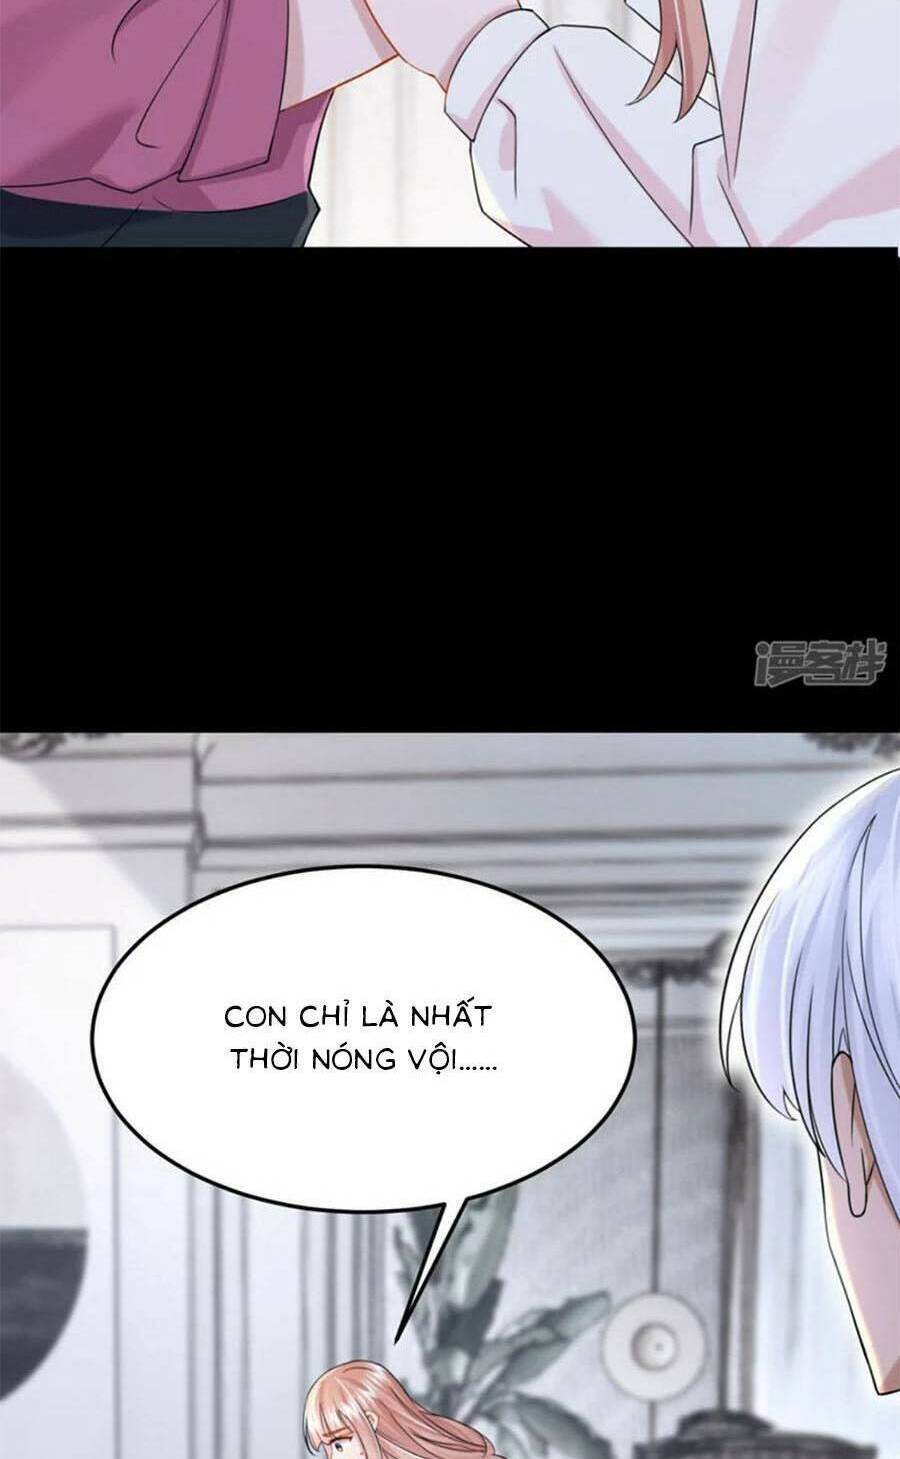 漫客栈
CON CHỈ LÀ NHẤT
THỜI NÓNG VỘI......